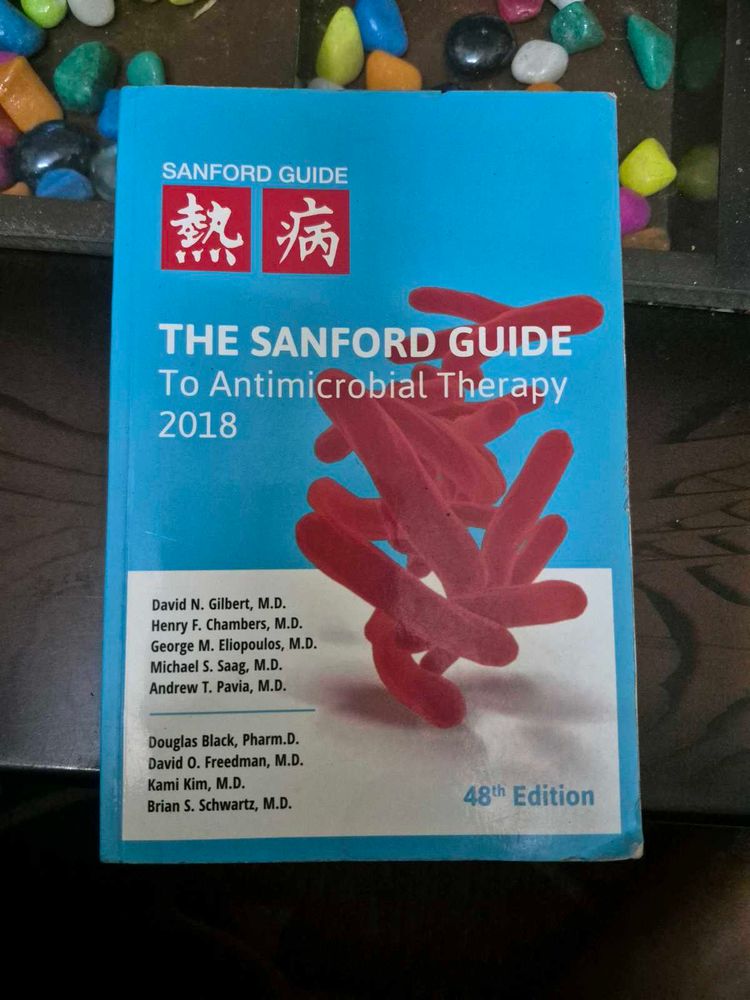 SANFORD GUIDE
熱病
THE SANFORD GUIDE
To Antimicrobial Therapy
2018
David N. Gilbert, M.D.
Henry F. Chambers, M.D.
George M. Eliopoulos, M.D.
Michael S. Saag, M.D.
Andrew T. Pavia, M.D.
Douglas Black, Pharm.D.
David O. Freedman, M.D.
Kami Kim, M.D.
Brian S. Schwartz, M.D.
48th Edition